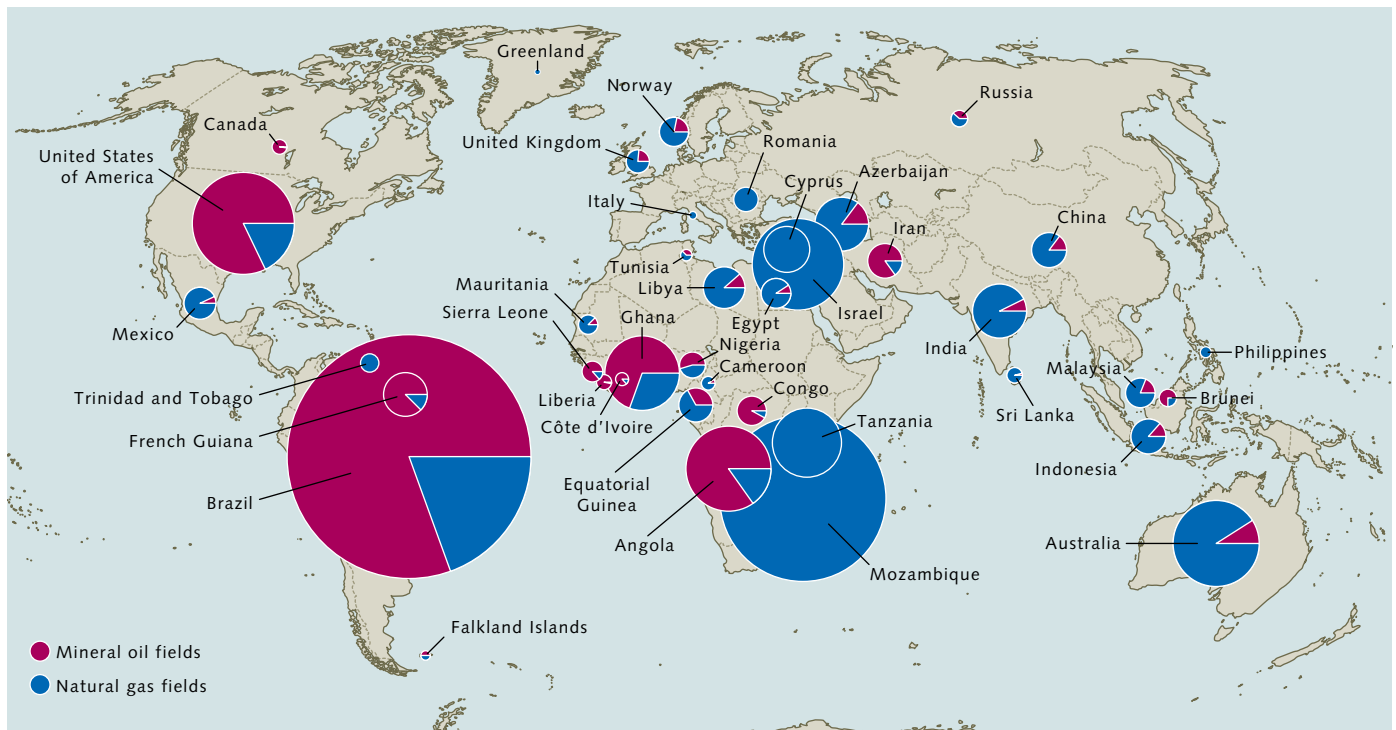 Greenland
Norway
Russia
Canada
United Kingdom
Romania
United States
of America
Cyprus
Azerbaijan
Italy
China
Iran
Tunisia
Libya
Mauritania
Sierra Leone
Ghana
Egypt
Israel
Mexico
Nigeria
India
Philippines
Cameroon
Malaysia
Congo
Trinidad and Tobago
Liberia
Brunei
Sri Lanka
Côte d’Ivoire
Tanzania
French Guiana
Indonesia
Equatorial
Guinea
Brazil
Angola
Australia
Mozambique
Falkland Islands
Mineral oil fields
Natural gas fields